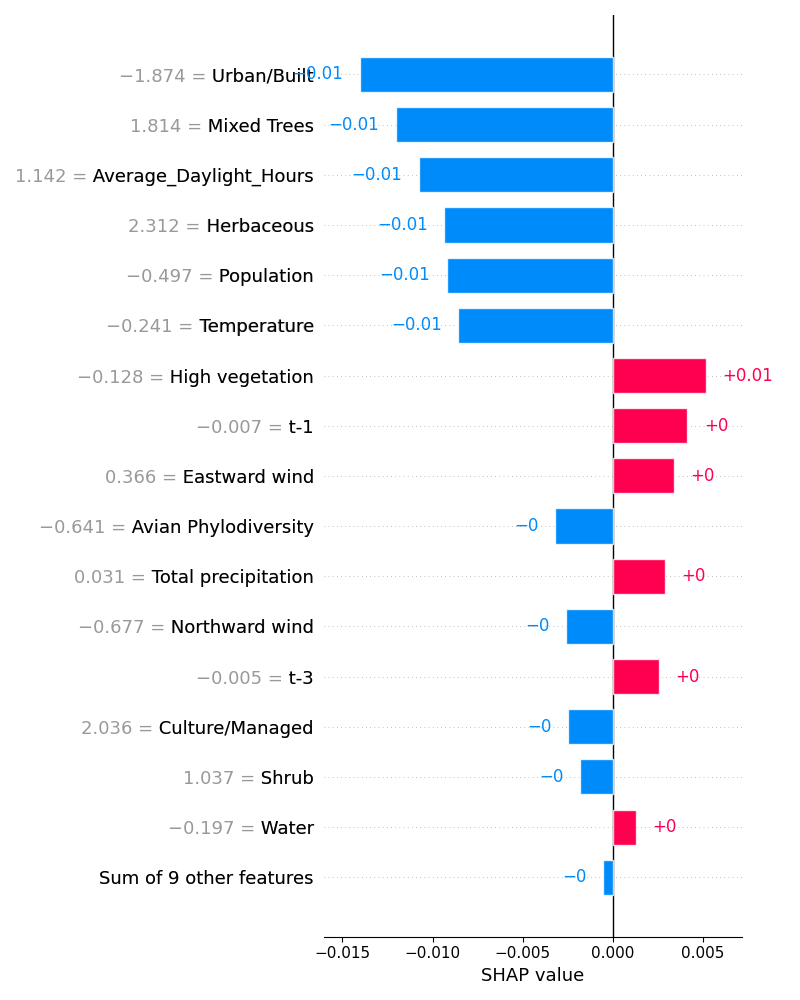 −1.874 = Urban/Built −0.01
1.814 = Mixed Trees −0.01
1.142 = Average_Daylight_Hours −0.01
2.312 = Herbaceous −0.01
−0.497 = Population −0.01
−0.241 = Temperature −0.01
−0.128 = High vegetation +0.01
−0.007 = t-1 +0
0.366 = Eastward wind +0
−0.641 = Avian Phylodiversity −0
0.031 = Total precipitation +0
−0.677 = Northward wind −0
−0.005 = t-3 +0
2.036 = Culture/Managed −0
1.037 = Shrub −0
−0.197 = Water +0
Sum of 9 other features −0
−0.015 −0.010 −0.005 0.000 0.005
SHAP value